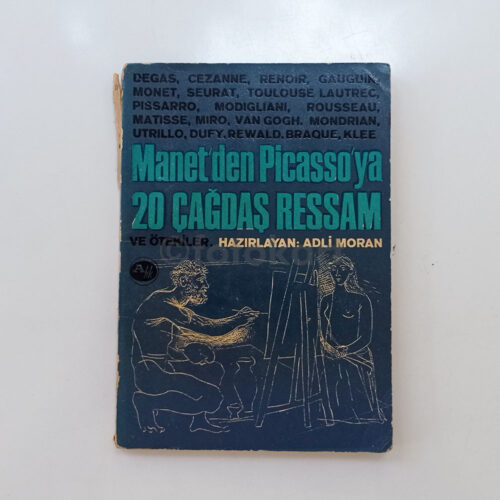 DEGAS, CEZANNE, RENOIR, GAUGUIN,
MONET, SEURAT, TOULOUSE LAUTREC,
PISSARRO, MODIGLIANI, ROUSSEAU,
MATISSE, MIRO, VAN GOGH, MONDRIAN,
UTRILLO, DUFY, REWALD, BRAQUE, KLEE
Manet'den Picasso'ya
20 ÇAĞDAŞ RESSAM
VE ÖTEKİLER. HAZIRLAYAN: ADLİ MORAN